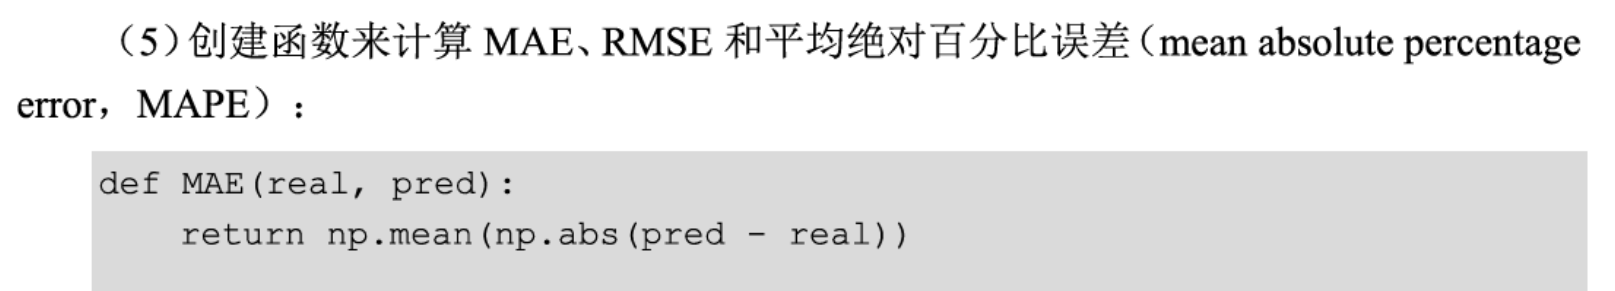 （5）创建函数来计算 MAE、RMSE 和平均绝对百分比误差（mean absolute percentage
error，MAPE）：
def MAE(real, pred):
    return np.mean(np.abs(pred - real))